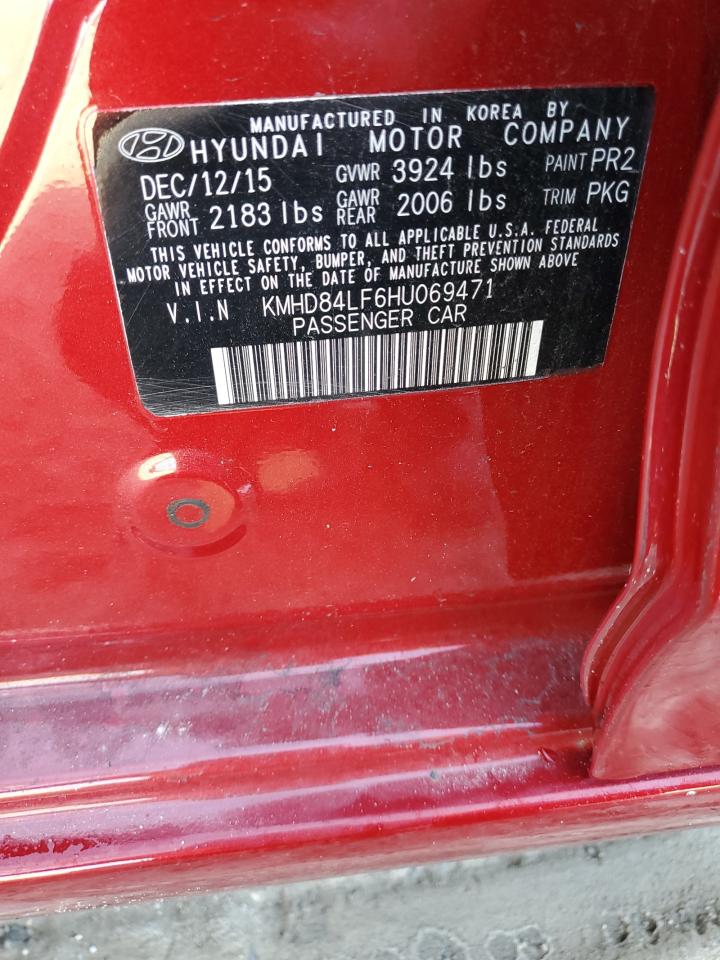 MANUFACTURED IN KOREA BY
HYUNDAI MOTOR COMPANY
DEC/12/15 GVWR 3924 lbs PAINT PR2
GAWR FRONT 2183 lbs GAWR REAR 2006 lbs TRIM PKG
THIS VEHICLE CONFORMS TO ALL APPLICABLE U.S.A. FEDERAL
MOTOR VEHICLE SAFETY, BUMPER, AND THEFT PREVENTION STANDARDS
IN EFFECT ON THE DATE OF MANUFACTURE SHOWN ABOVE
V.I.N KMHD84LF6HU069471
PASSENGER CAR